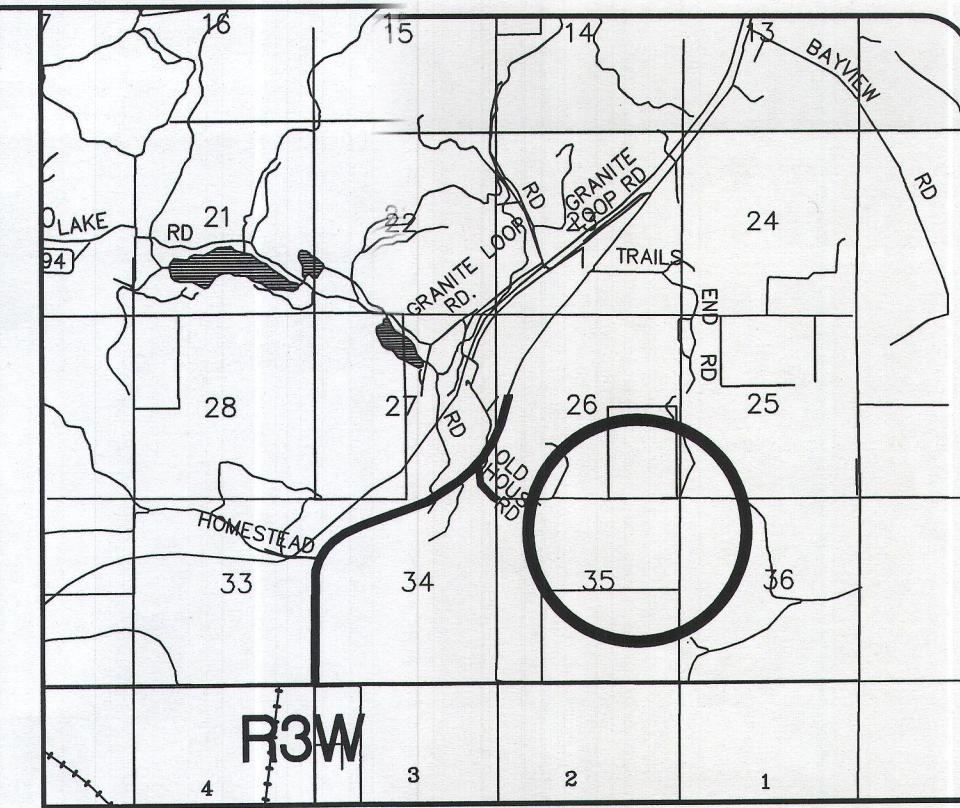 16
15
14
13
BAYVIEW
RD
LAKE
RD
94
21
22
RD
GRANITE
LOOP RD
24
GRANITE LOOP
RD.
TRAILS
END
RD
28
27
RD
26
25
OLD
HOUSE
RD
HOMESTEAD
33
34
35
36
R3W
4
3
2
1